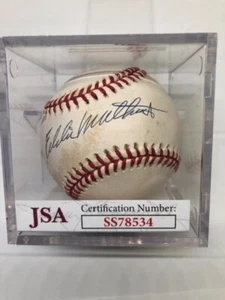 Eddie Mathews
JSA
Certification Number:
SS78534